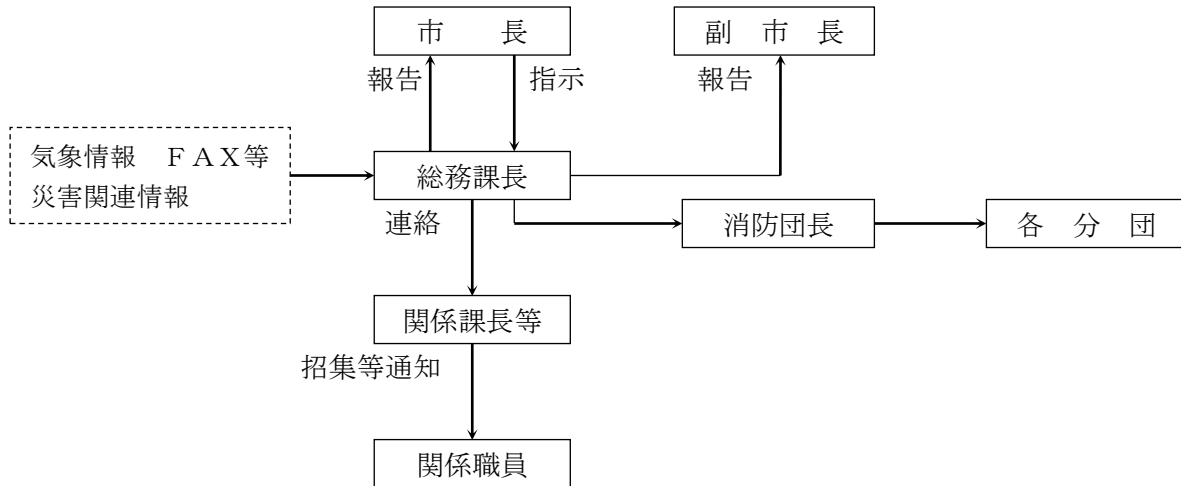 市　　長
副　市　長
報告
指示
報告
気象情報　ＦＡＸ等
災害関連情報
総務課長
連絡
消防団長
各　分　団
関係課長等
招集等通知
関係職員